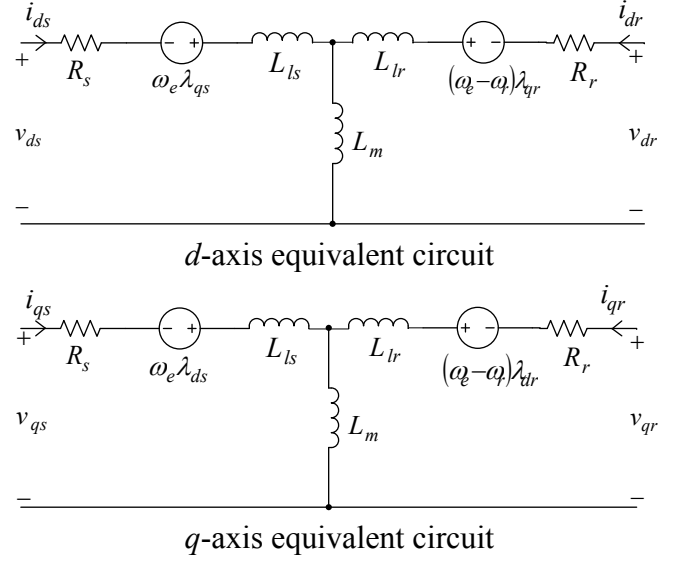 i_ds i_dr
+ − + + − +
R_s ω_e λ_qs L_ls L_lr (ω_e−ω_r)λ_qr R_r
v_ds L_m v_dr
− −
d-axis equivalent circuit
i_qs i_qr
+ − + + − +
R_s ω_e λ_ds L_ls L_lr (ω_e−ω_r)λ_dr R_r
v_qs L_m v_qr
− −
q-axis equivalent circuit